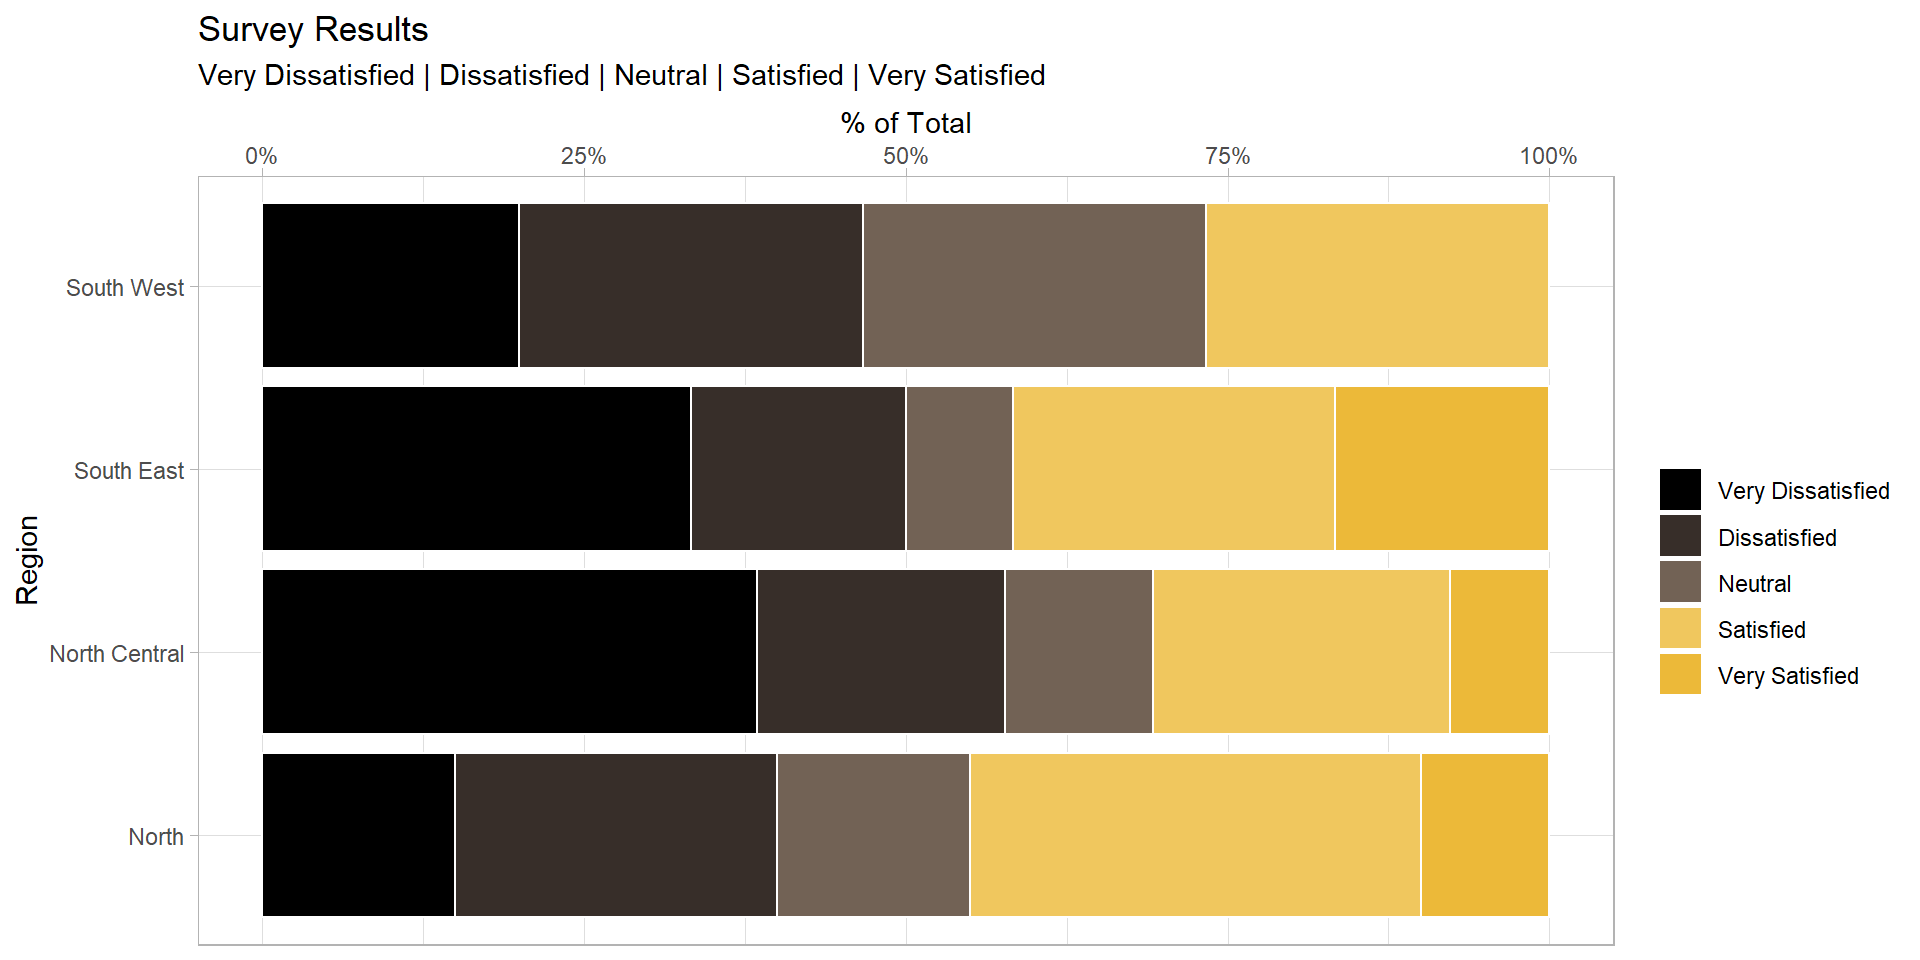 Survey Results
Very Dissatisfied | Dissatisfied | Neutral | Satisfied | Very Satisfied
% of Total
0% 25% 50% 75% 100%
South West
South East
North Central
North
Region
Very Dissatisfied
Dissatisfied
Neutral
Satisfied
Very Satisfied